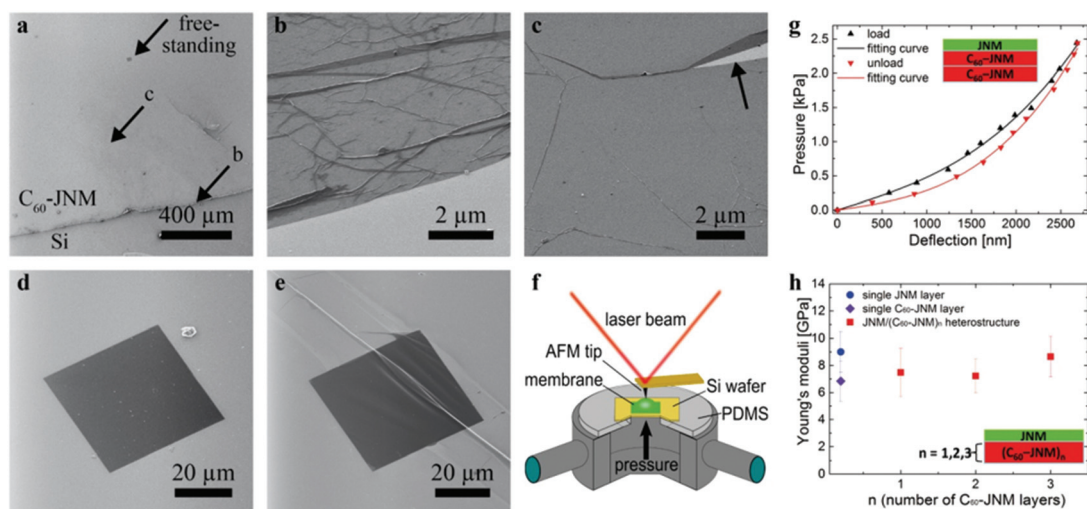 a
free-
standing
c
b
C₆₀-JNM
400 µm
Si
b
2 µm
c
2 µm
d
20 µm
e
20 µm
f
laser beam
AFM tip
membrane
Si wafer
PDMS
pressure
g
load
fitting curve
unload
fitting curve
JNM
C₆₀–JNM
C₆₀–JNM
Pressure [kPa]
2.5
2.0
1.5
1.0
0.5
0.0
0 500 1000 1500 2000 2500
Deflection [nm]
h
single JNM layer
single C₆₀-JNM layer
JNM/(C₆₀-JNM)ₙ heterostructure
Young's moduli [GPa]
14
12
10
8
6
4
2
0
n = 1,2,3
JNM
(C₆₀–JNM)ₙ
1 2 3
n (number of C₆₀-JNM layers)